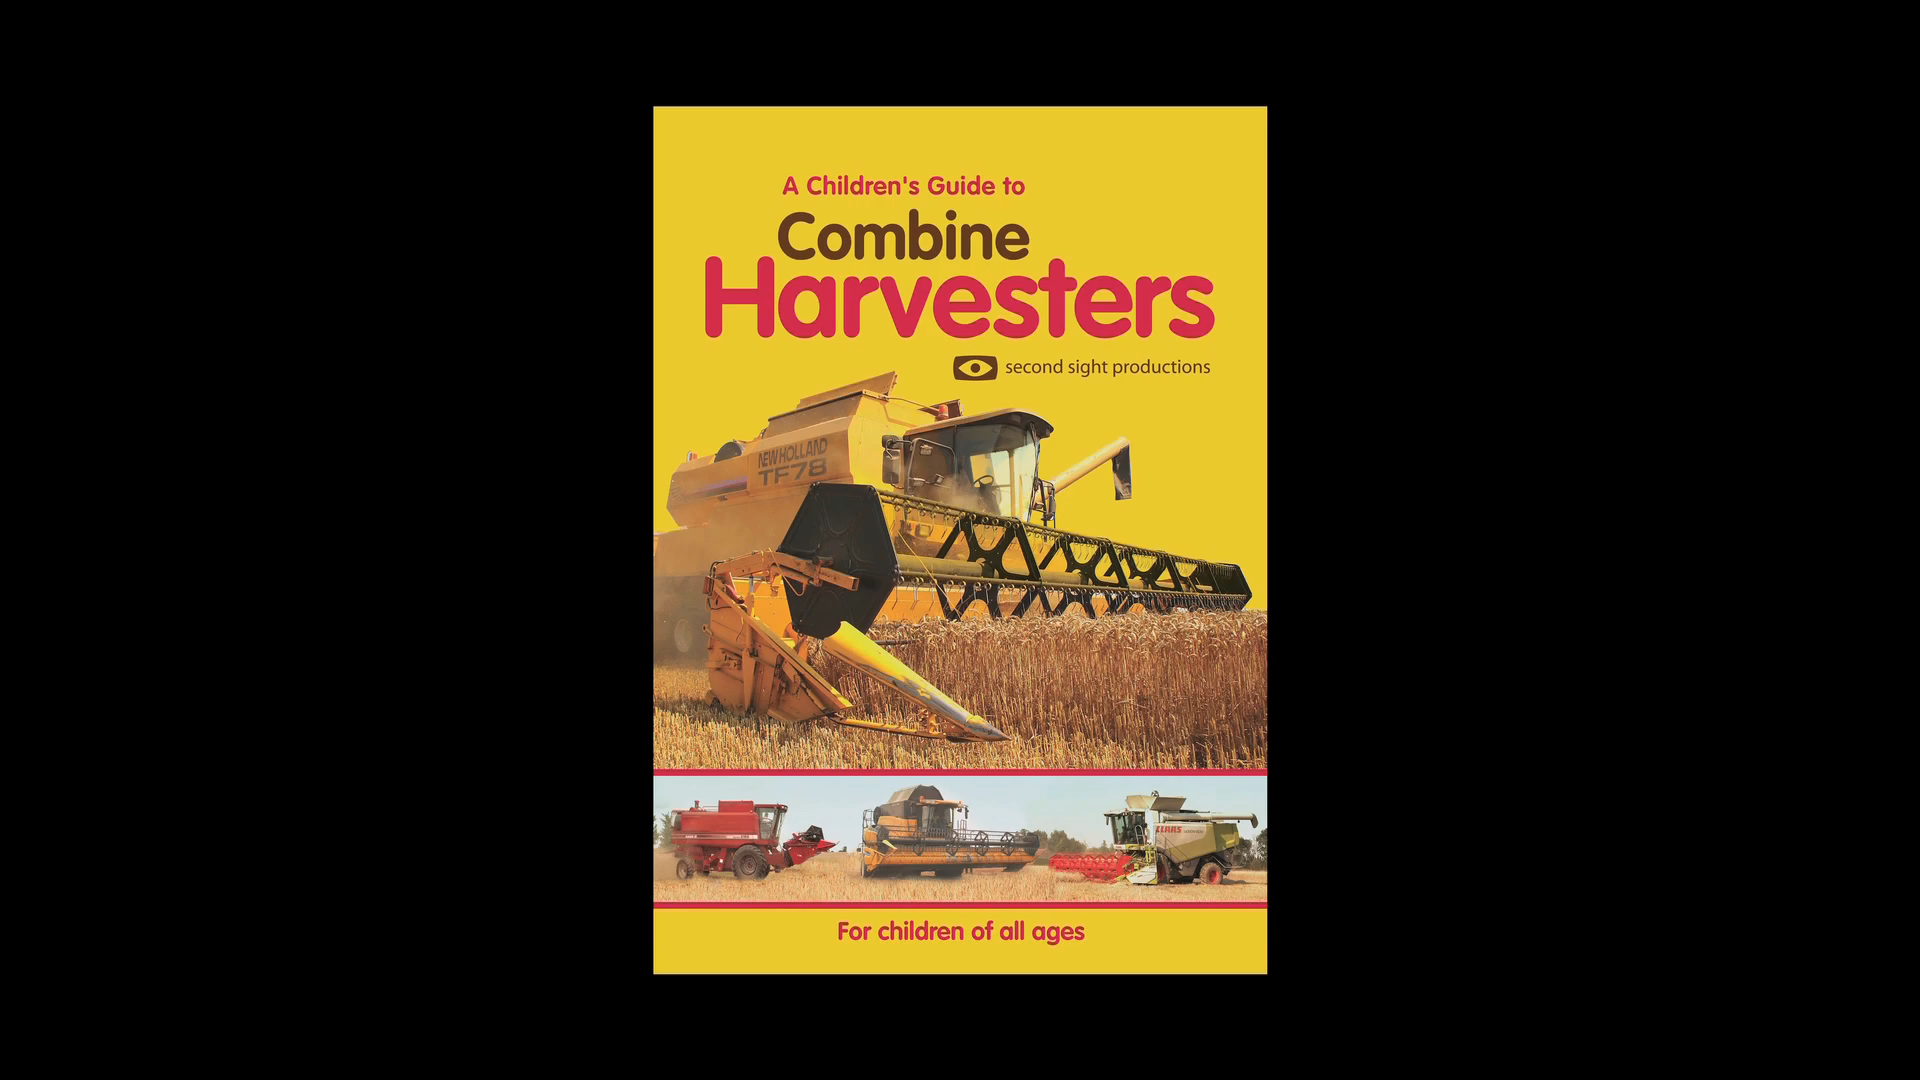 A Children's Guide to
Combine
Harvesters
second sight productions
NEW HOLLAND
TF78
CLAAS
For children of all ages